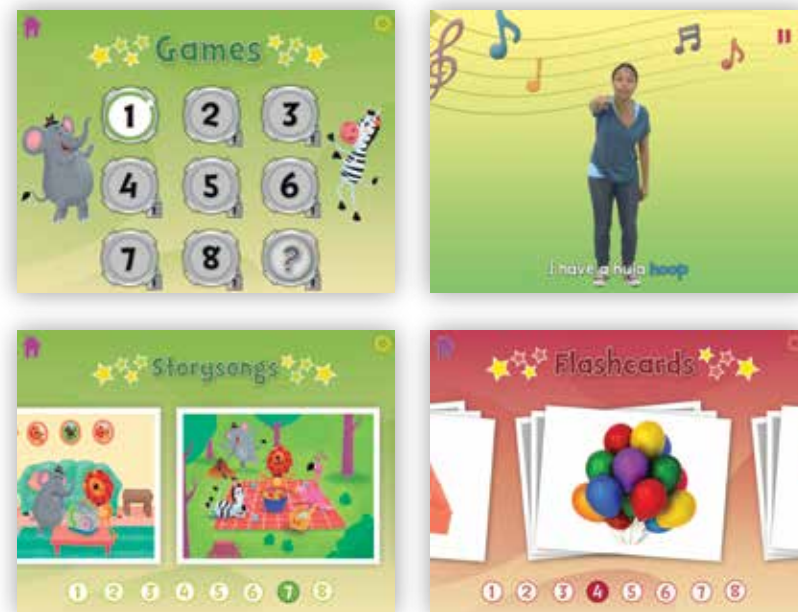 Games
1 2 3
4 5 6
7 8 ?
I have a hula hoop
Storysongs
1 2 3 4 5 6 7 8
Flashcards
1 2 3 4 5 6 7 8